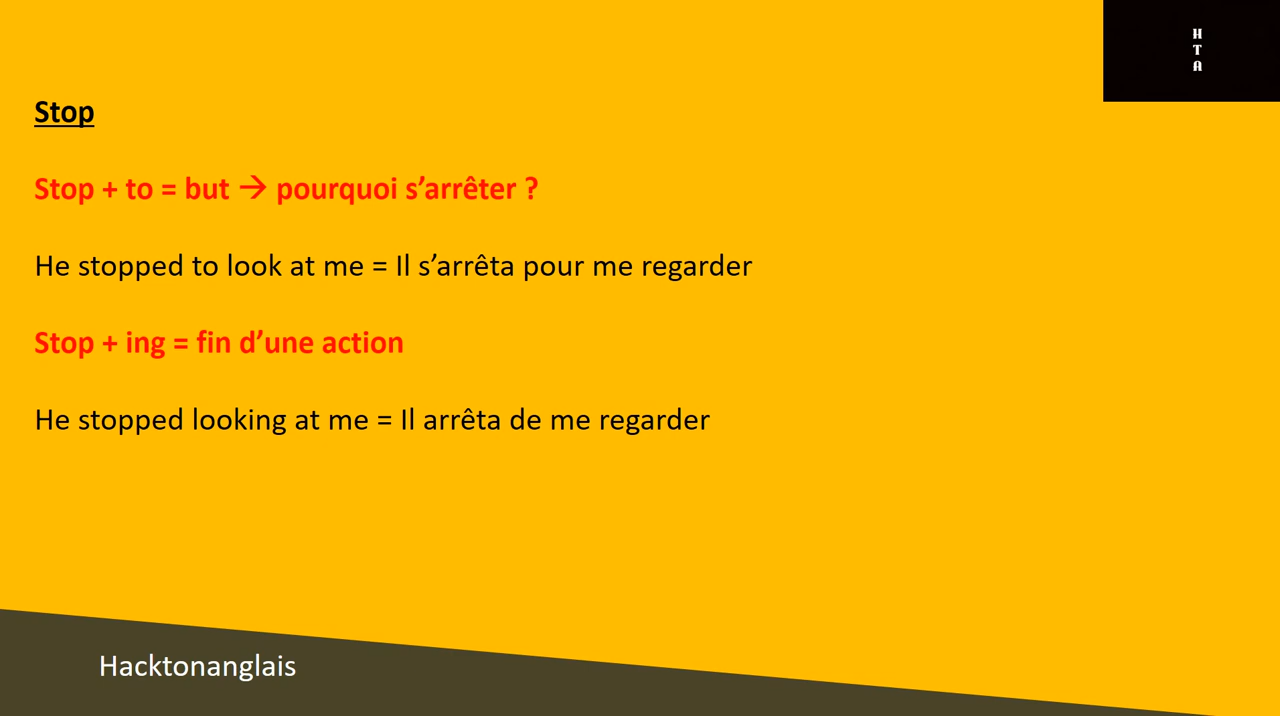 H
T
A
Stop
Stop + to = but → pourquoi s’arrêter ?
He stopped to look at me = Il s’arrêta pour me regarder
Stop + ing = fin d’une action
He stopped looking at me = Il arrêta de me regarder
Hacktonanglais